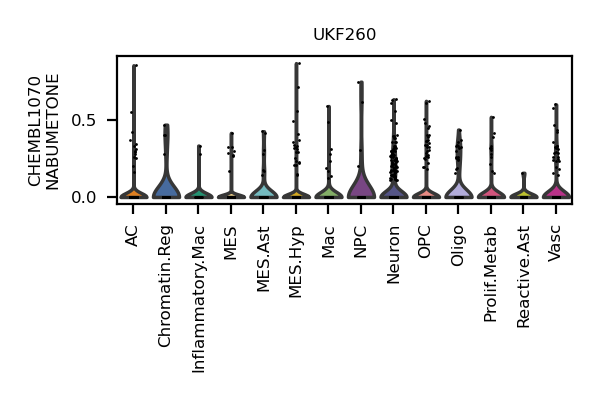 UKF260
CHEMBL1070
NABUMETONE
0.5
0.0
AC
Chromatin.Reg
Inflammatory.Mac
MES
MES.Ast
MES.Hyp
Mac
NPC
Neuron
OPC
Oligo
Prolif.Metab
Reactive.Ast
Vasc